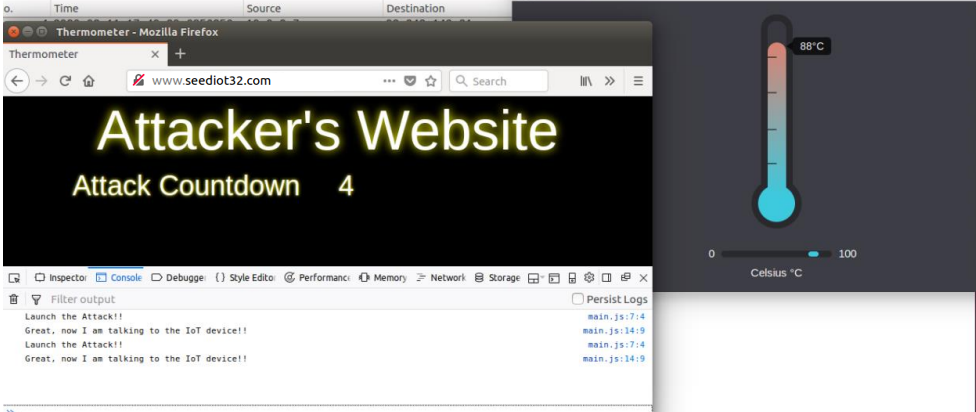 o. Time Source Destination
Thermometer - Mozilla Firefox
Thermometer × +
www.seediot32.com
Search
Attacker's Website
Attack Countdown 4
Inspector Console Debugger {} Style Editor Performance Memory Network Storage
Filter output Persist Logs
Launch the Attack!! main.js:7:4
Great, now I am talking to the IoT device!! main.js:14:9
Launch the Attack!! main.js:7:4
Great, now I am talking to the IoT device!! main.js:14:9
88°C
0 100
Celsius °C